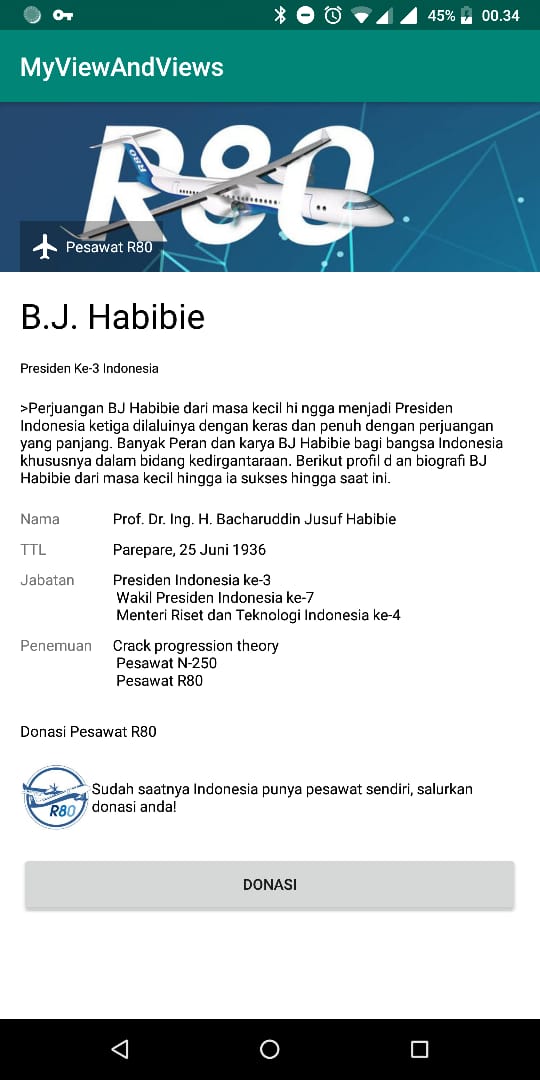 45% 00.34
MyViewAndViews
R80
R80
Pesawat R80
B.J. Habibie
Presiden Ke-3 Indonesia
>Perjuangan BJ Habibie dari masa kecil hi ngga menjadi Presiden
Indonesia ketiga dilaluinya dengan keras dan penuh dengan perjuangan
yang panjang. Banyak Peran dan karya BJ Habibie bagi bangsa Indonesia
khususnya dalam bidang kedirgantaraan. Berikut profil d an biografi BJ
Habibie dari masa kecil hingga ia sukses hingga saat ini.
Nama Prof. Dr. Ing. H. Bacharuddin Jusuf Habibie
TTL Parepare, 25 Juni 1936
Jabatan Presiden Indonesia ke-3
Wakil Presiden Indonesia ke-7
Menteri Riset dan Teknologi Indonesia ke-4
Penemuan Crack progression theory
Pesawat N-250
Pesawat R80
Donasi Pesawat R80
R80
Sudah saatnya Indonesia punya pesawat sendiri, salurkan
donasi anda!
DONASI